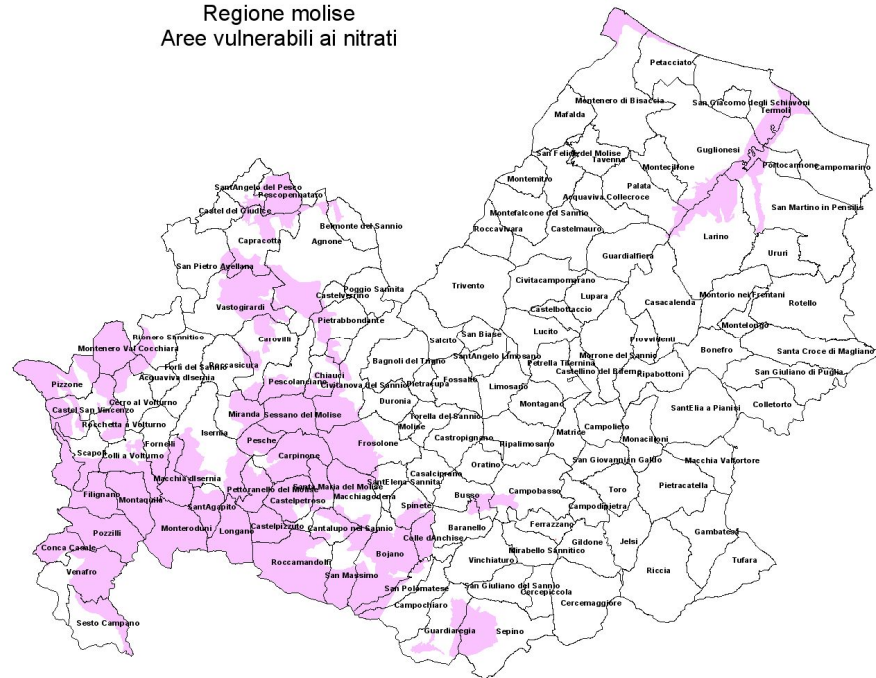 Regione molise
Aree vulnerabili ai nitrati
Petacciato
Montenero di Bisaccia
San Giacomo degli Schiavoni
Termoli
Mafalda
Guglionesi
San Felice del Molise
Tavenna
Montecilfone
Portocannone
Campomarino
Montemitro
Palata
SantAngelo del Pesco
Pescopennataro
Acquaviva Collecroce
San Martino in Pensilis
Castel del Giudice
Montefalcone del Sannio
Belmonte del Sannio
Roccavivara
Castelmauro
Larino
Capracotta
Agnone
Guardialfiera
Ururi
San Pietro Avellana
Civitacampomarano
Trivento
Poggio Sannita
Castelverrino
Lupara
Montorio nei Frentani
Vastogirardi
Casacalenda
Rotello
Castelbottaccio
Pietrabbondante
Montelongo
Lucito
San Biase
Rionero Sannitico
Carovilli
Salcito
Provvidenti
Montenero Val Cocchiara
Bonefro
Santa Croce di Magliano
SantAngelo Limosano
Morrone del Sannio
Bagnoli del Trigno
Petrella Tifernina
Forli del Sannio
Roccasicura
San Giuliano di Puglia
Castellino del Biferno
Ripabottoni
Acquaviva disernia
Chiauci
Pescolanciano
Fossalto
Pizzone
Civitanova del Sannio
Pietracupa
Limosano
Cerro al Volturno
Duronia
Montagano
Colletorto
Castel San Vincenzo
Miranda
Sessano del Molise
SantElia a Pianisi
Torella del Sannio
Rocchetta a Volturno
Molise
Campolieto
Isernia
Matrice
Castropignano
Monacilioni
Pesche
Frosolone
Fornelli
Ripalimosano
Scapoli
Colli a Volturno
Carpinone
San Giovanni in Galdo
Macchia Valfortore
Oratino
Casalciprano
Macchia disernia
SantElena Sannita
Pietracatella
Pettoranello del Molise
Santa Maria del Molise
Toro
Campobasso
Filignano
Montaquila
Macchiagodena
Busso
Castelpetroso
SantAgapito
Spinete
Campodipietra
Monteroduni
Castelpizzuto
Cantalupo nel Sannio
Baranello
Ferrazzano
Longano
Gambatesa
Pozzilli
Colle dAnchise
Gildone
Jelsi
Conca Casale
Bojano
Mirabello Sannitico
Vinchiaturo
Tufara
Roccamandolfi
Riccia
Venafro
San Massimo
San Giuliano del Sannio
San Polomatese
Cercepiccola
Campochiaro
Cercemaggiore
Sesto Campano
Guardiaregia
Sepino